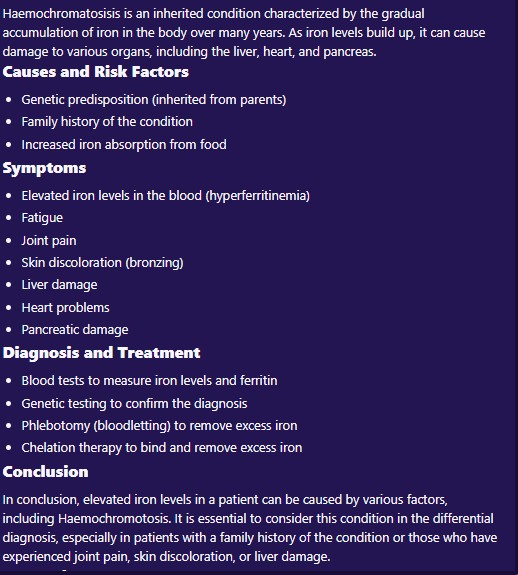 Haemochromatosisis is an inherited condition characterized by the gradual
accumulation of iron in the body over many years. As iron levels build up, it can cause
damage to various organs, including the liver, heart, and pancreas.
Causes and Risk Factors
• Genetic predisposition (inherited from parents)
• Family history of the condition
• Increased iron absorption from food
Symptoms
• Elevated iron levels in the blood (hyperferritinemia)
• Fatigue
• Joint pain
• Skin discoloration (bronzing)
• Liver damage
• Heart problems
• Pancreatic damage
Diagnosis and Treatment
• Blood tests to measure iron levels and ferritin
• Genetic testing to confirm the diagnosis
• Phlebotomy (bloodletting) to remove excess iron
• Chelation therapy to bind and remove excess iron
Conclusion
In conclusion, elevated iron levels in a patient can be caused by various factors,
including Haemochromotosis. It is essential to consider this condition in the differential
diagnosis, especially in patients with a family history of the condition or those who have
experienced joint pain, skin discoloration, or liver damage.